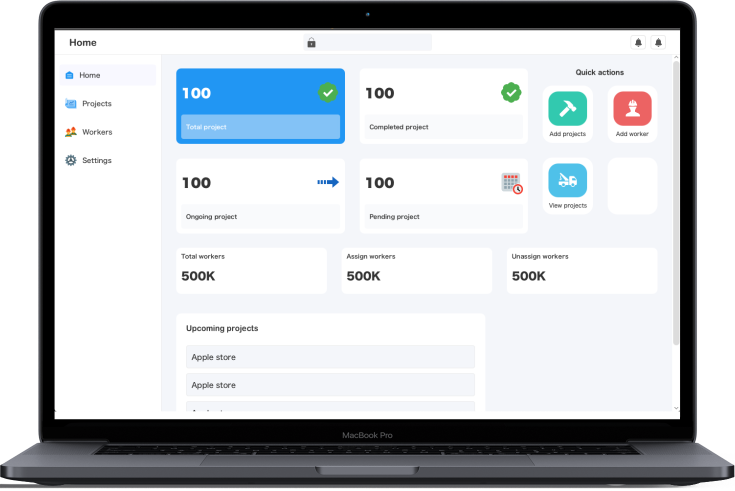 Home
Home
Projects
Workers
Settings
100
Total project
100
Completed project
Quick actions
Add projects
Add worker
100
Ongoing project
100
Pending project
View projects
Total workers
500K
Assign workers
500K
Unassign workers
500K
Upcoming projects
Apple store
Apple store
MacBook Pro